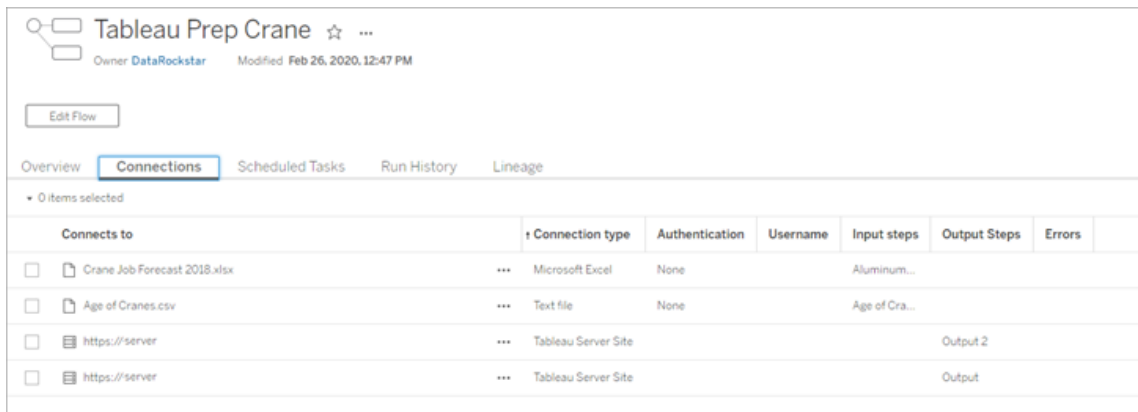 Tableau Prep Crane ☆ ...
Owner DataRockstar Modified Feb 26, 2020, 12:47 PM
Edit Flow
Overview Connections Scheduled Tasks Run History Lineage
▾ 0 items selected
Connects to ↑ Connection type Authentication Username Input steps Output Steps Errors
Crane Job Forecast 2018.xlsx ... Microsoft Excel None Aluminum...
Age of Cranes.csv ... Text file None Age of Cra...
https://server ... Tableau Server Site Output 2
https://server ... Tableau Server Site Output